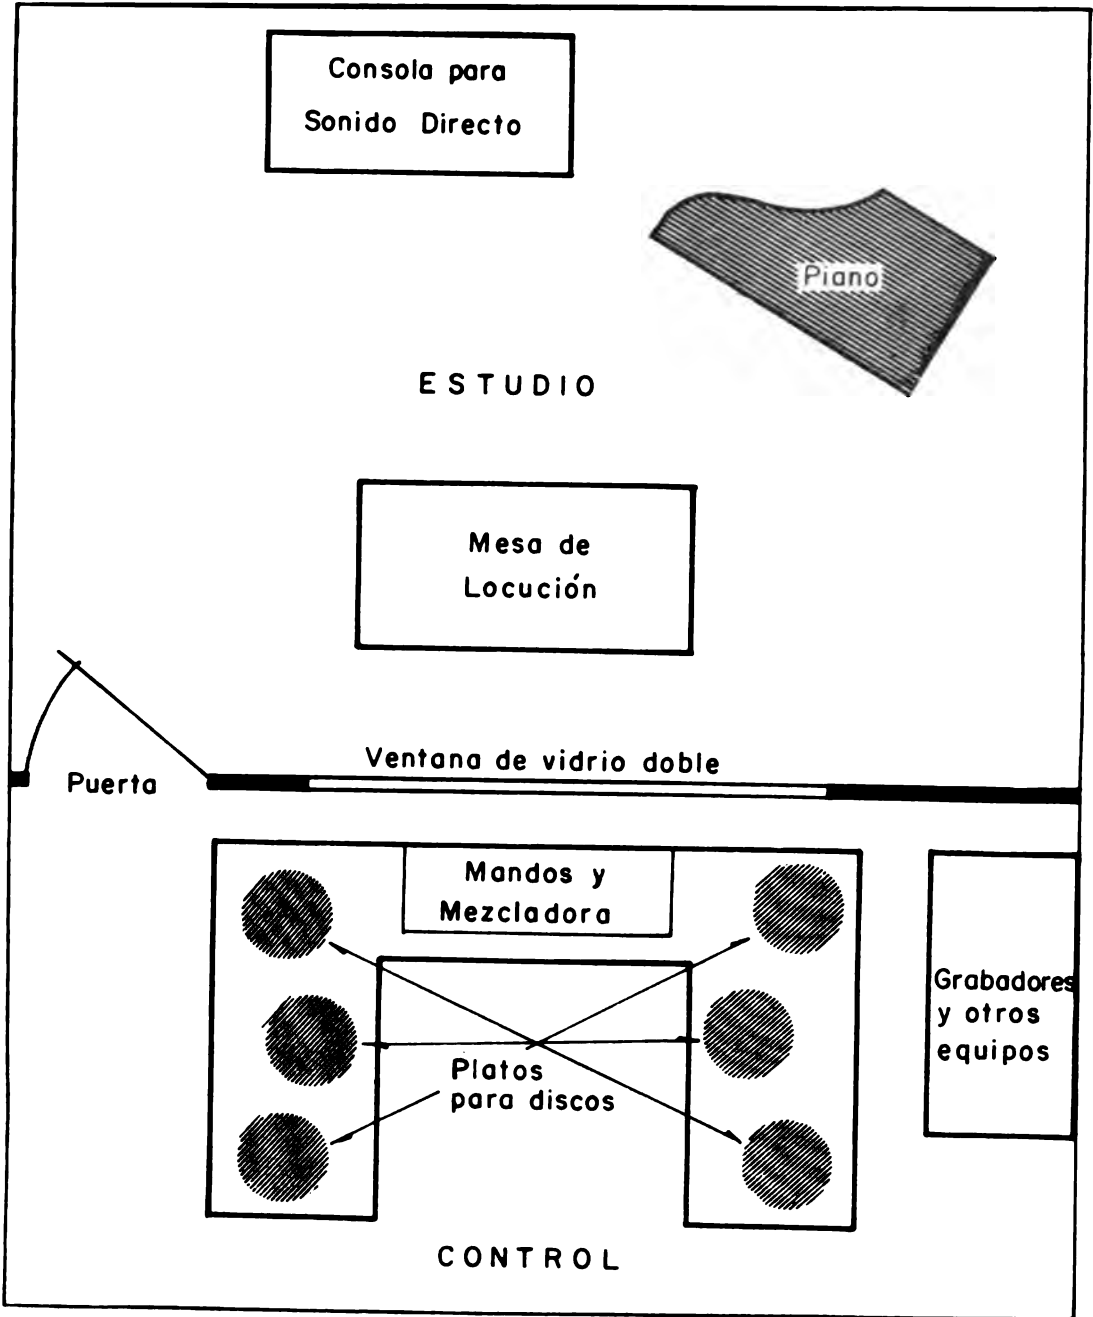 Consola para
Sonido Directo
Piano
ESTUDIO
Mesa de
Locución
Ventana de vidrio doble
Puerta
Mandos y
Mezcladora
Grabadores
y otros
equipos
Platos
para discos
CONTROL